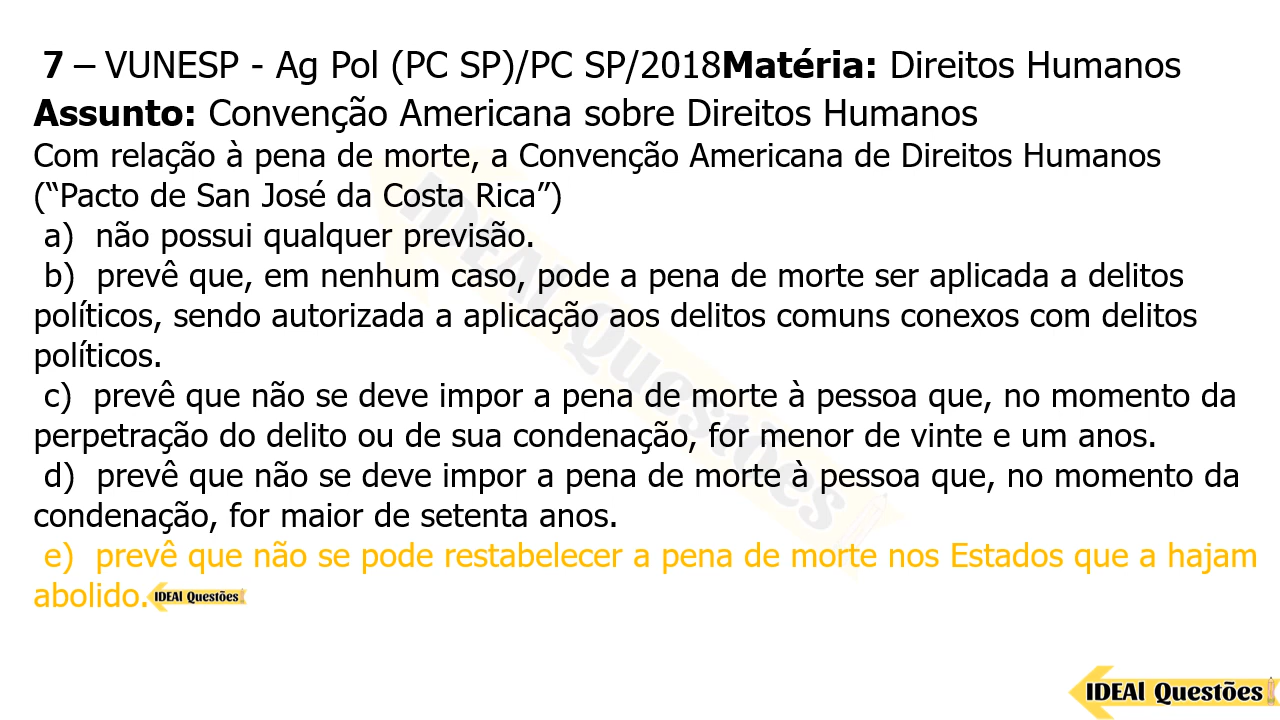 7 – VUNESP - Ag Pol (PC SP)/PC SP/2018Matéria: Direitos Humanos
Assunto: Convenção Americana sobre Direitos Humanos
Com relação à pena de morte, a Convenção Americana de Direitos Humanos
(“Pacto de San José da Costa Rica”)
a) não possui qualquer previsão.
b) prevê que, em nenhum caso, pode a pena de morte ser aplicada a delitos
políticos, sendo autorizada a aplicação aos delitos comuns conexos com delitos
políticos.
c) prevê que não se deve impor a pena de morte à pessoa que, no momento da
perpetração do delito ou de sua condenação, for menor de vinte e um anos.
d) prevê que não se deve impor a pena de morte à pessoa que, no momento da
condenação, for maior de setenta anos.
e) prevê que não se pode restabelecer a pena de morte nos Estados que a hajam
abolido. IDEAl Questões
IDEAl Questões
IDEAl Questões